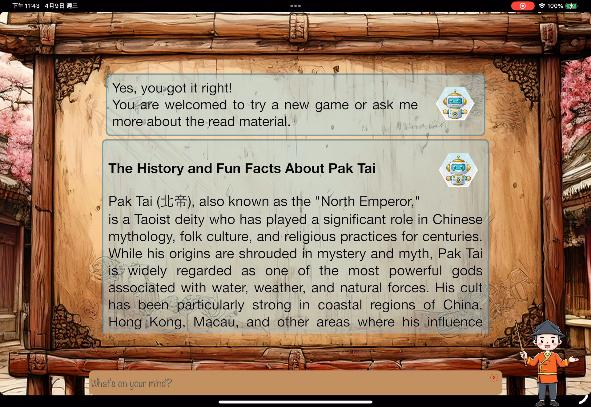 下午11:43 4月9日 週三
100%
Yes, you got it right!
You are welcomed to try a new game or ask me
more about the read material.
The History and Fun Facts About Pak Tai
Pak Tai (北帝), also known as the "North Emperor,"
is a Taoist deity who has played a significant role in Chinese
mythology, folk culture, and religious practices for centuries.
While his origins are shrouded in mystery and myth, Pak Tai
is widely regarded as one of the most powerful gods
associated with water, weather, and natural forces. His cult
has been particularly strong in coastal regions of China,
Hong Kong, Macau, and other areas where his influence
What's on your mind?